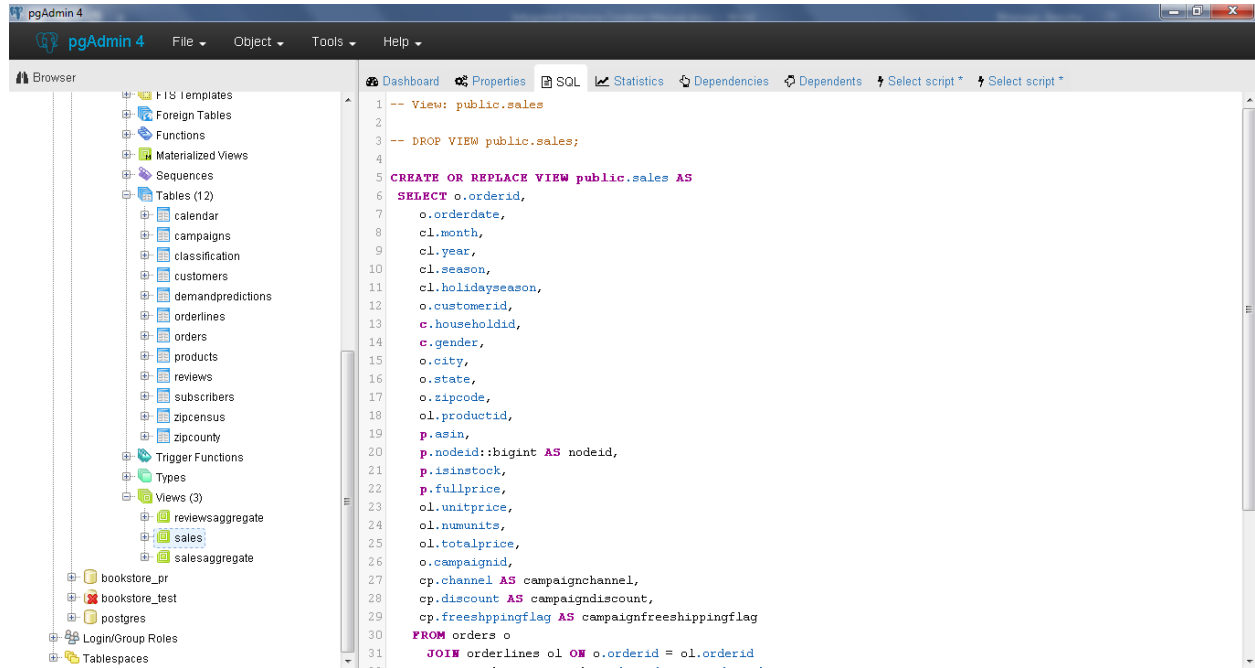 pgAdmin 4
pgAdmin 4 File Object Tools Help
Browser
Dashboard Properties SQL Statistics Dependencies Dependents Select script * Select script *
FTS Templates
Foreign Tables
Functions
Materialized Views
Sequences
Tables (12)
calendar
campaigns
classification
customers
demandpredictions
orderlines
orders
products
reviews
subscribers
zipcensus
zipcounty
Trigger Functions
Types
Views (3)
reviewsaggregate
sales
salesaggregate
bookstore_pr
bookstore_test
postgres
Login/Group Roles
Tablespaces
1 -- View: public.sales
2
3 -- DROP VIEW public.sales;
4
5 CREATE OR REPLACE VIEW public.sales AS
6 SELECT o.orderid,
7 o.orderdate,
8 cl.month,
9 cl.year,
10 cl.season,
11 cl.holidayseason,
12 o.customerid,
13 c.householdid,
14 c.gender,
15 o.city,
16 o.state,
17 o.zipcode,
18 ol.productid,
19 p.asin,
20 p.nodeid::bigint AS nodeid,
21 p.isinstock,
22 p.fullprice,
23 ol.unitprice,
24 ol.numunits,
25 ol.totalprice,
26 o.campaignid,
27 cp.channel AS campaignchannel,
28 cp.discount AS campaigndiscount,
29 cp.freeshppingflag AS campaignfreeshippingflag
30 FROM orders o
31 JOIN orderlines ol ON o.orderid = ol.orderid